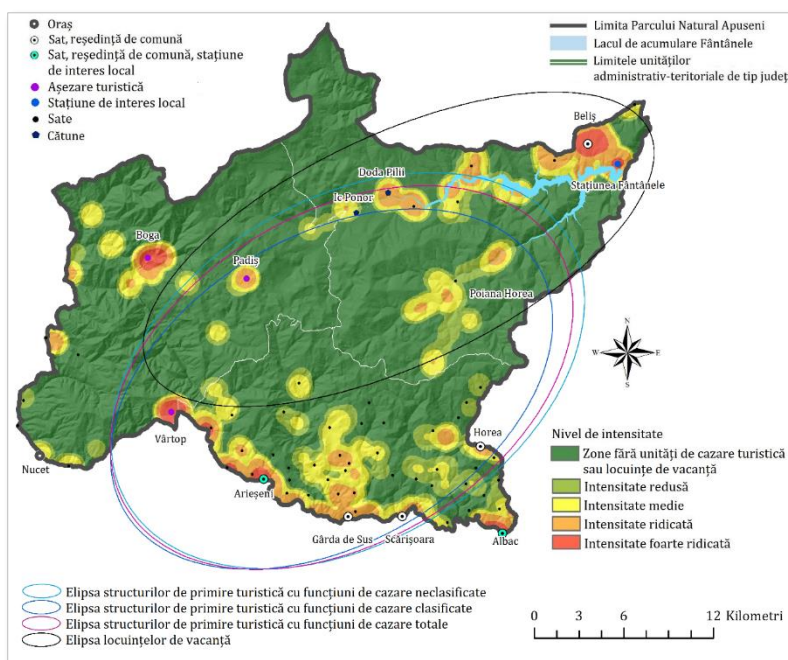 Oraș
Sat, reședință de comună
Sat, reședință de comună, stațiune
de interes local
Așezare turistică
Stațiune de interes local
Sate
Cătune
Limita Parcului Natural Apuseni
Lacul de acumulare Fântânele
Limitele unităților
administrativ-teritoriale de tip județ
Beliș
Stațiunea Fântânele
Doda Pilii
Ic Ponor
Boga
Padiș
Poiana Horea
N
W E
S
Vârtop
Horea
Nucet
Arieșeni
Gârda de Sus
Scărișoara
Albac
Nivel de intensitate
Zone fără unități de cazare turistică
sau locuințe de vacanță
Intensitate redusă
Intensitate medie
Intensitate ridicată
Intensitate foarte ridicată
Elipsa structurilor de primire turistică cu funcțiuni de cazare neclasificate
Elipsa structurilor de primire turistică cu funcțiuni de cazare clasificate
Elipsa structurilor de primire turistică cu funcțiuni de cazare totale
Elipsa locuințelor de vacanță
0 3 6 12 Kilometri